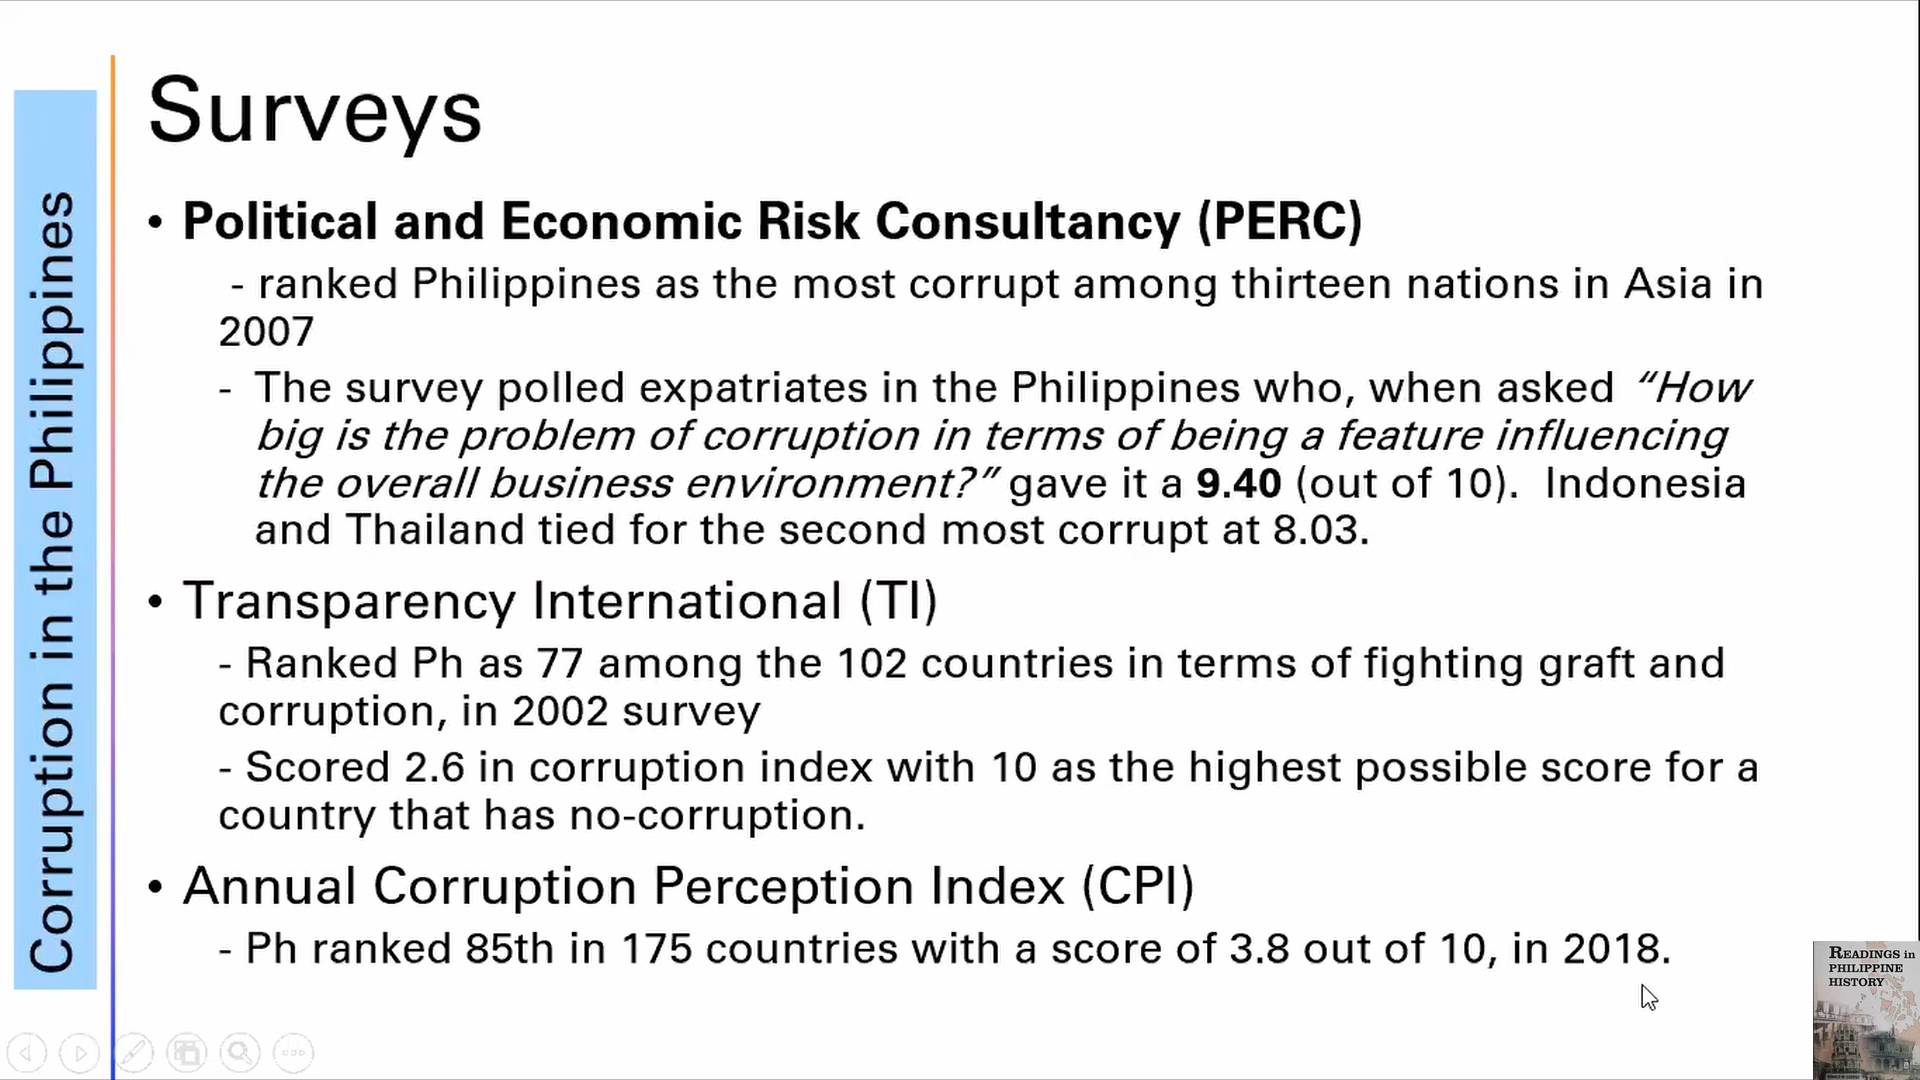 Corruption in the Philippines
Surveys
• Political and Economic Risk Consultancy (PERC)
- ranked Philippines as the most corrupt among thirteen nations in Asia in
2007
- The survey polled expatriates in the Philippines who, when asked “How
big is the problem of corruption in terms of being a feature influencing
the overall business environment?” gave it a 9.40 (out of 10). Indonesia
and Thailand tied for the second most corrupt at 8.03.
• Transparency International (TI)
- Ranked Ph as 77 among the 102 countries in terms of fighting graft and
corruption, in 2002 survey
- Scored 2.6 in corruption index with 10 as the highest possible score for a
country that has no-corruption.
• Annual Corruption Perception Index (CPI)
- Ph ranked 85th in 175 countries with a score of 3.8 out of 10, in 2018.
READINGS in
PHILIPPINE
HISTORY